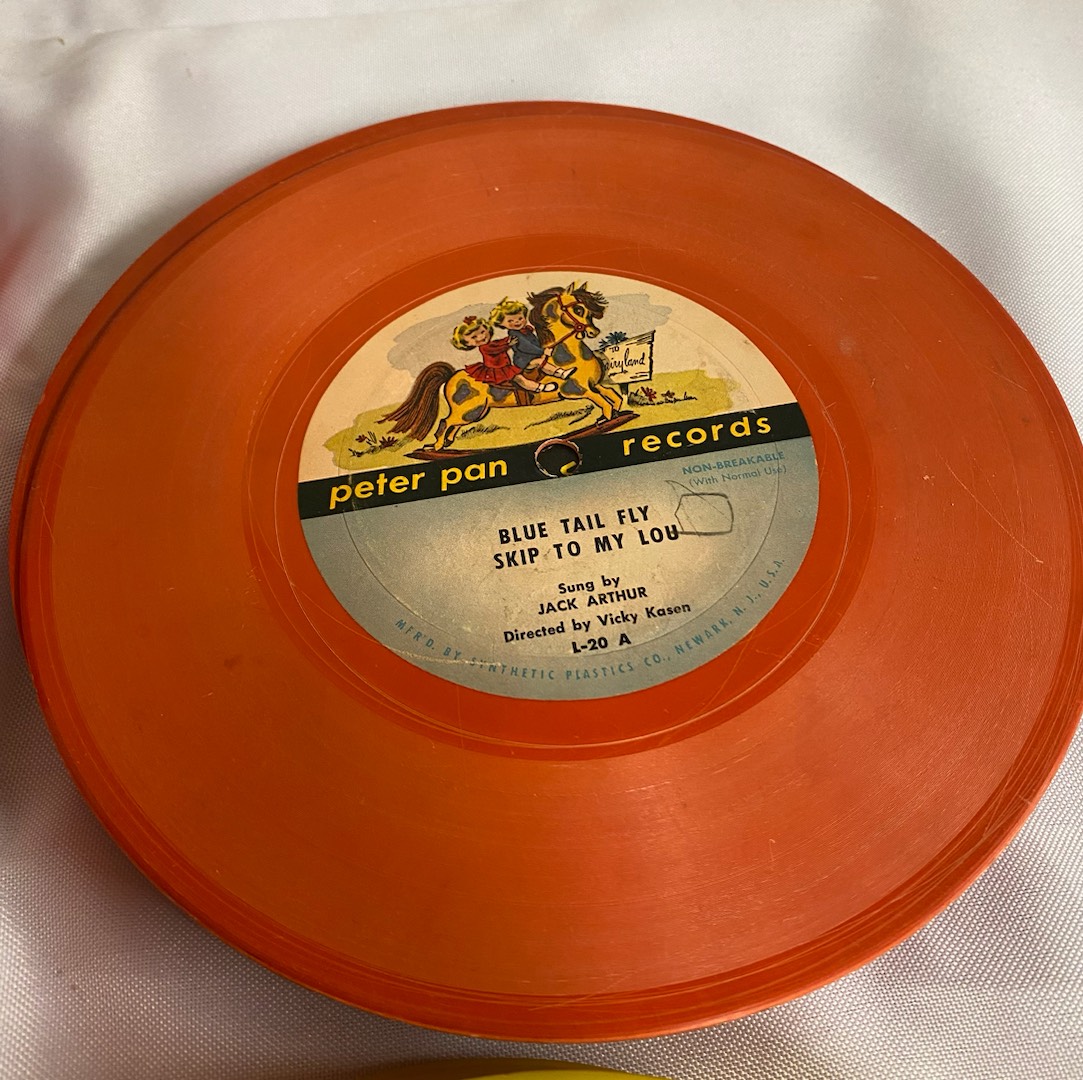 TO
peter pan records
NON-BREAKABLE
(With Normal Use)
BLUE TAIL FLY
SKIP TO MY LOU
Sung by
JACK ARTHUR
Directed by Vicky Kasen
L-20 A
MFR'D. BY SYNTHETIC PLASTICS CO., NEWARK, N. J., U.S.A.